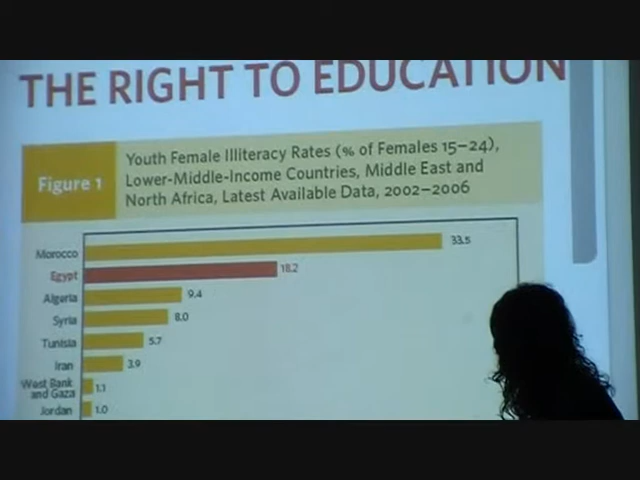 THE RIGHT TO EDUCATION
Figure 1
Youth Female Illiteracy Rates (% of Females 15–24),
Lower-Middle-Income Countries, Middle East and
North Africa, Latest Available Data, 2002–2006
Morocco 33.5
Egypt 18.2
Algeria 9.4
Syria 8.0
Tunisia 5.7
Iran 3.9
West Bank
and Gaza 1.1
Jordan 1.0